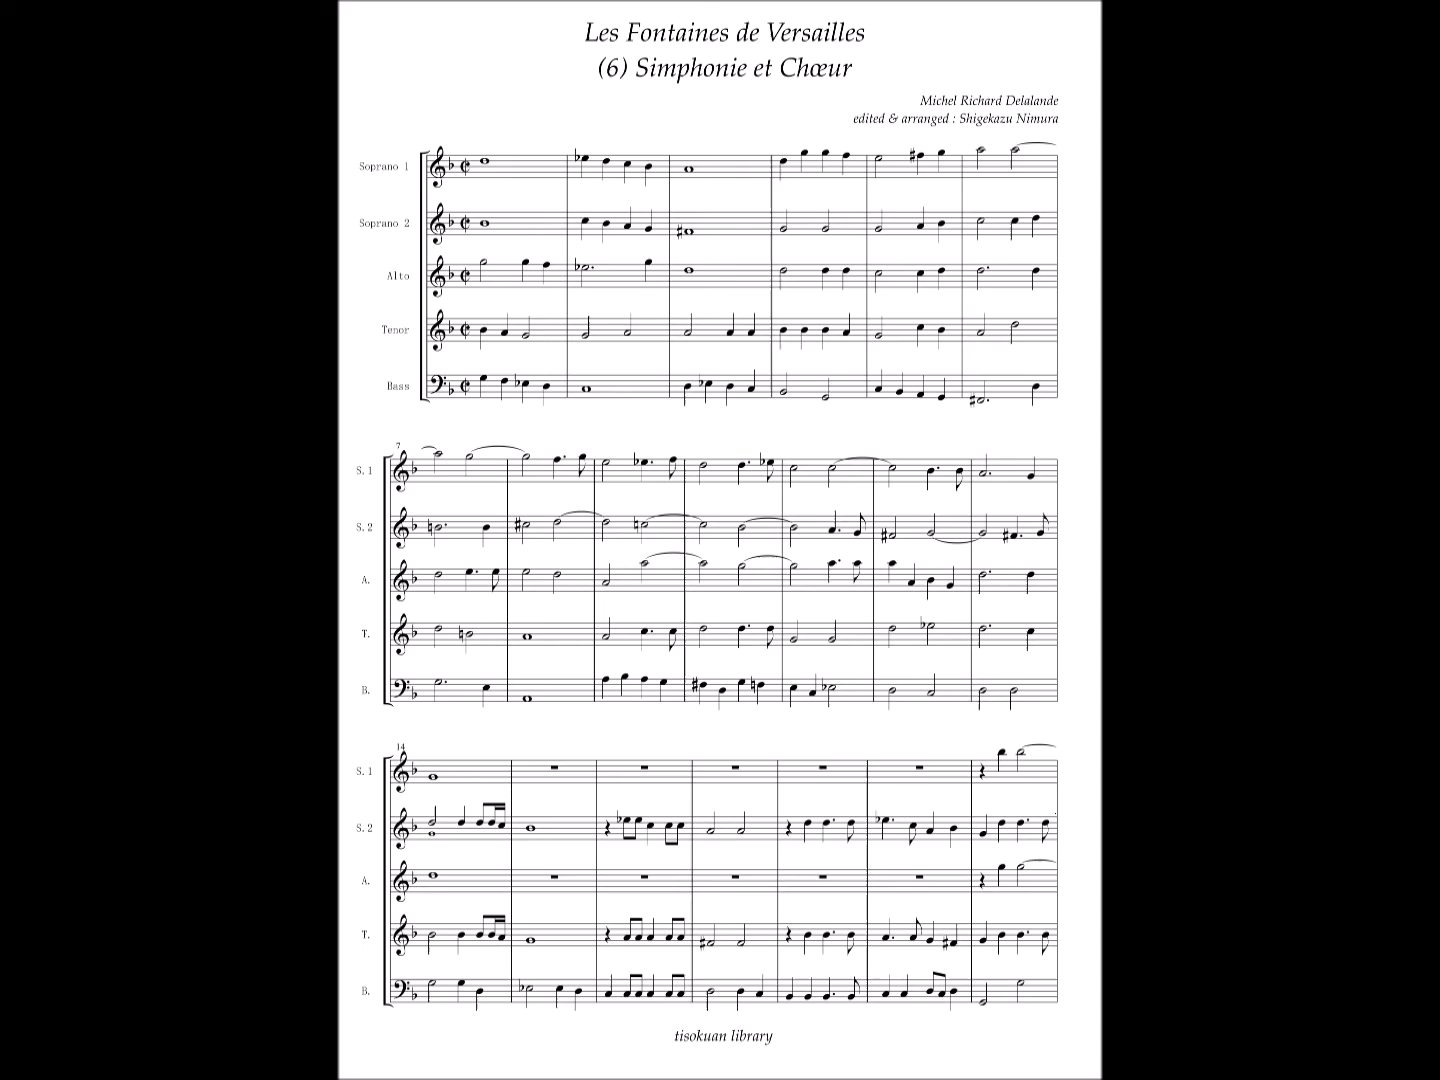 Les Fontaines de Versailles
(6) Simphonie et Chœur
Michel Richard Delalande
edited & arranged : Shigekazu Nimura
Soprano 1
Soprano 2
Alto
Tenor
Bass
7
S. 1
S. 2
A.
T.
B.
14
S. 1
S. 2
A.
T.
B.
tisokuan library